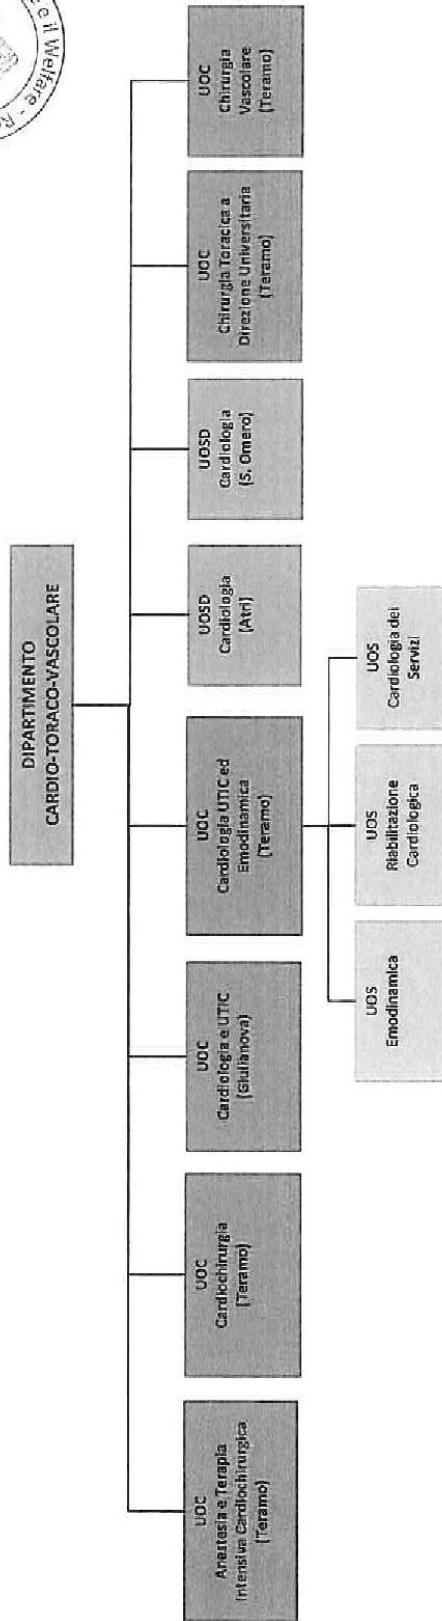 e il Welfare - R
DIPARTIMENTO
CARDIO-TORACO-VASCOLARE
UOC
Anestesia e Terapia
Intensiva Cardiochirurgica
(Teramo)
UOC
Cardiochirurgia
(Teramo)
UOC
Cardiologia e UTIC
(Giulianova)
UOC
Cardiologia UTIC ed
Emodinamica
(Teramo)
UOSD
Cardiologia
(Atri)
UOSD
Cardiologia
(S. Omero)
UOC
Chirurgia Toracica a
Direzione Universitaria
(Teramo)
UOC
Chirurgia
Vascolare
(Teramo)
UOS
Emodinamica
UOS
Riabilitazione
Cardiologica
UOS
Cardiologia dei
Servizi